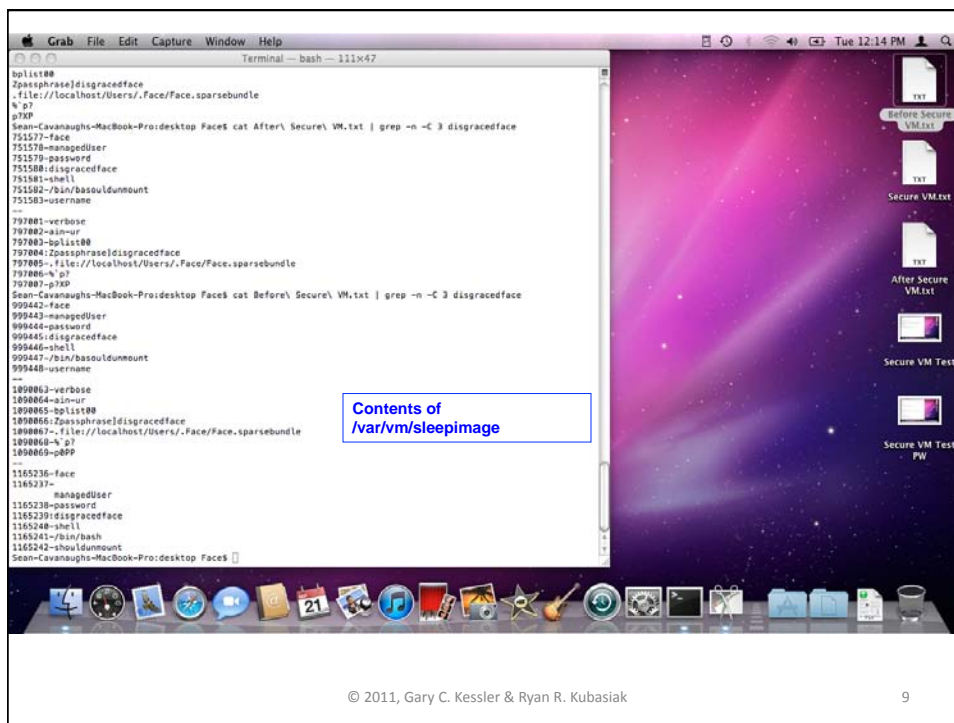 Grab File Edit Capture Window Help
Tue 12:14 PM
Terminal — bash — 111×47
bplist00
Zpassphrase]disgracedface
.file://localhost/Users/.Face/Face.sparsebundle
%`p?
p?XP
Sean-Cavanaughs-MacBook-Pro:desktop Face$ cat After\ Secure\ VM.txt | grep -n -C 3 disgracedface
751577-face
751578-managedUser
751579-password
751580:disgracedface
751581-shell
751582-/bin/basouldunmount
751583-username
--
797001-verbose
797002-ain-ur
797003-bplist00
797004:Zpassphrase]disgracedface
797005-.file://localhost/Users/.Face/Face.sparsebundle
797006-%`p?
797007-p?XP
Sean-Cavanaughs-MacBook-Pro:desktop Face$ cat Before\ Secure\ VM.txt | grep -n -C 3 disgracedface
999442-face
999443-managedUser
999444-password
999445:disgracedface
999446-shell
999447-/bin/basouldunmount
999448-username
--
1090063-verbose
1090064-ain-ur
1090065-bplist00
1090066:Zpassphrase]disgracedface
1090067-.file://localhost/Users/.Face/Face.sparsebundle
1090068-%`p?
1090069-p0PP
--
1165236-face
1165237-
managedUser
1165238-password
1165239:disgracedface
1165240-shell
1165241-/bin/bash
1165242-shouldunmount
Sean-Cavanaughs-MacBook-Pro:desktop Face$
Contents of
/var/vm/sleepimage
TXT
Before Secure
VM.txt
TXT
Secure VM.txt
TXT
After Secure
VM.txt
Secure VM Test
Secure VM Test
PW
21
© 2011, Gary C. Kessler & Ryan R. Kubasiak
9